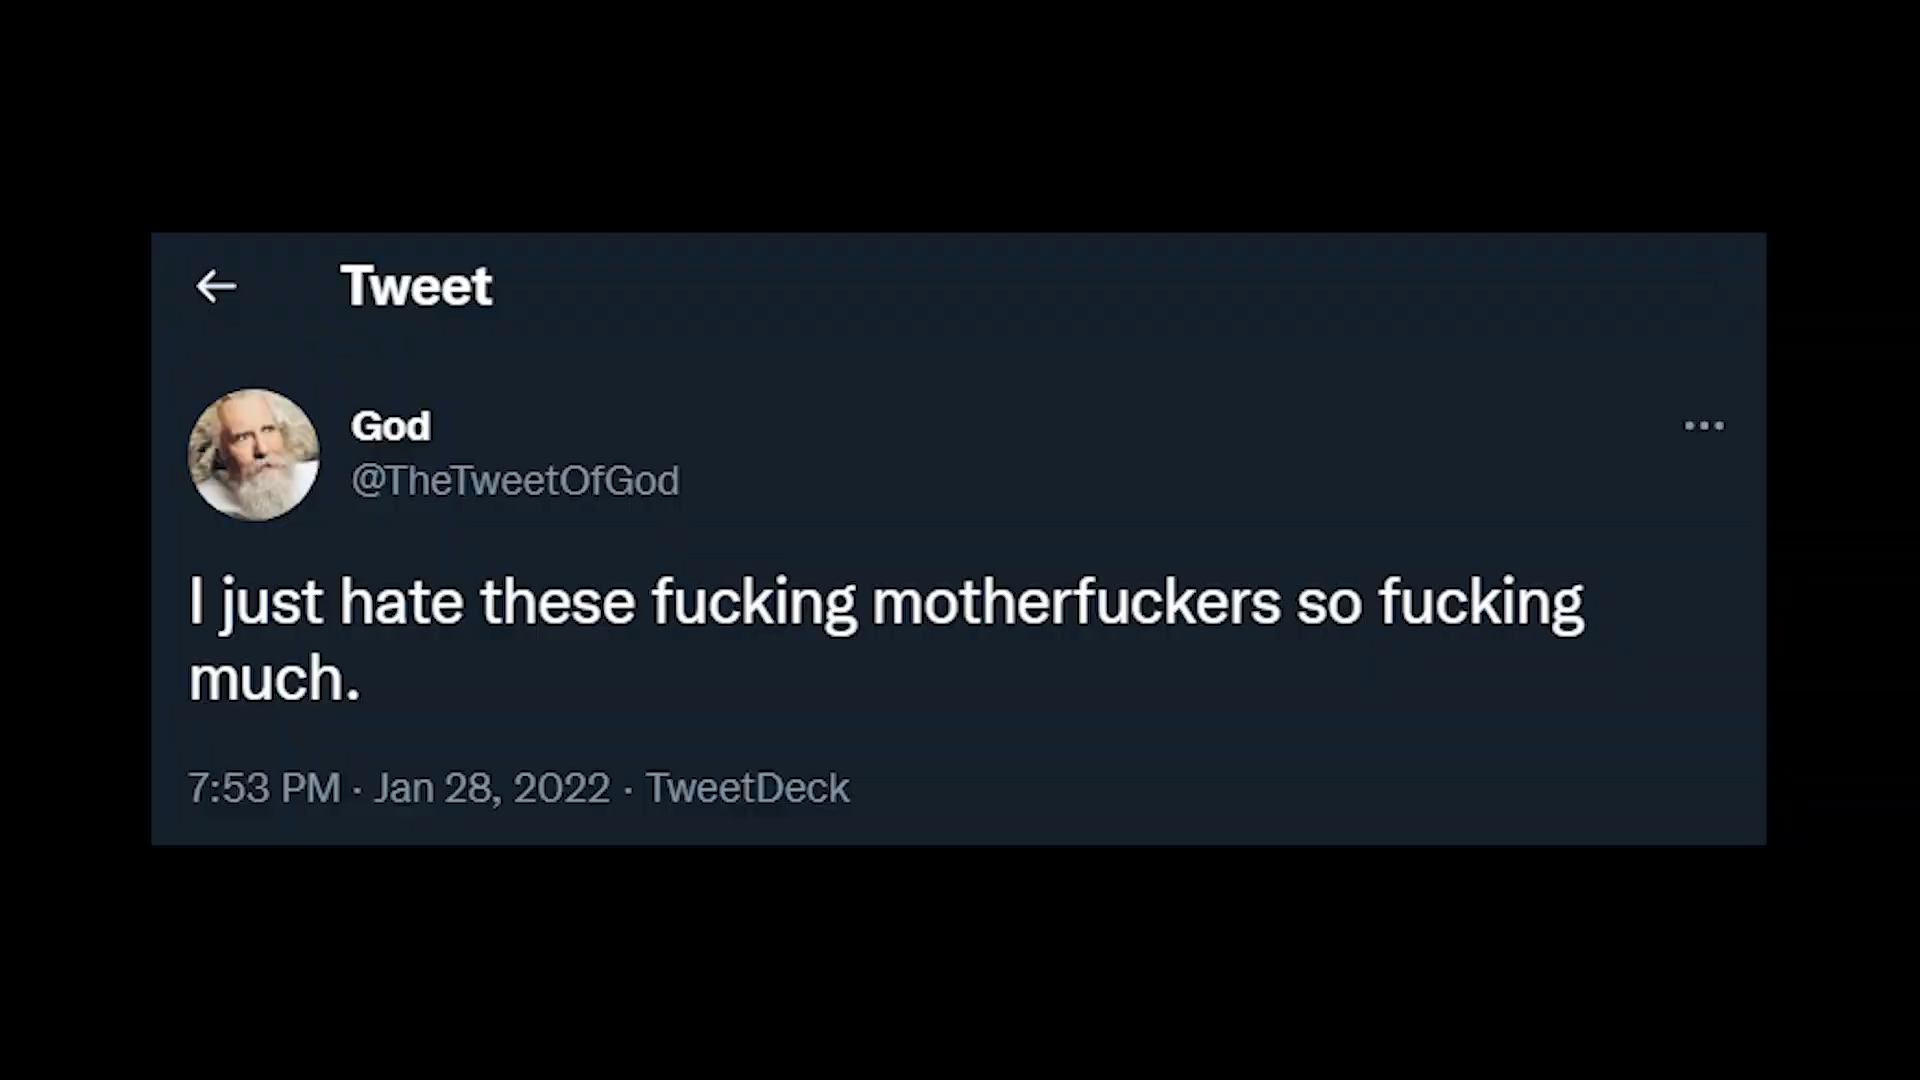 Tweet
God
@TheTweetOfGod
I just hate these fucking motherfuckers so fucking
much.
7:53 PM · Jan 28, 2022 · TweetDeck